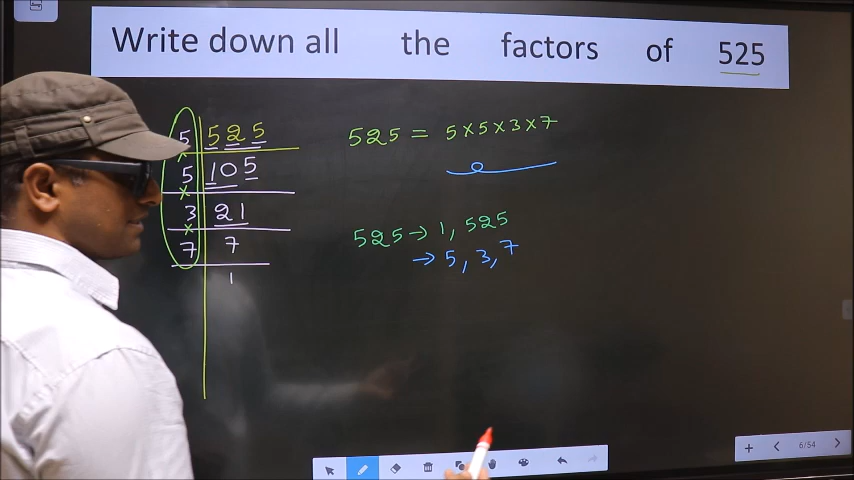 Write down all the factors of 525
5 525
5 105
3 21
7 7
1
525 = 5×5×3×7
525 → 1, 525
→ 5, 3, 7
6/54